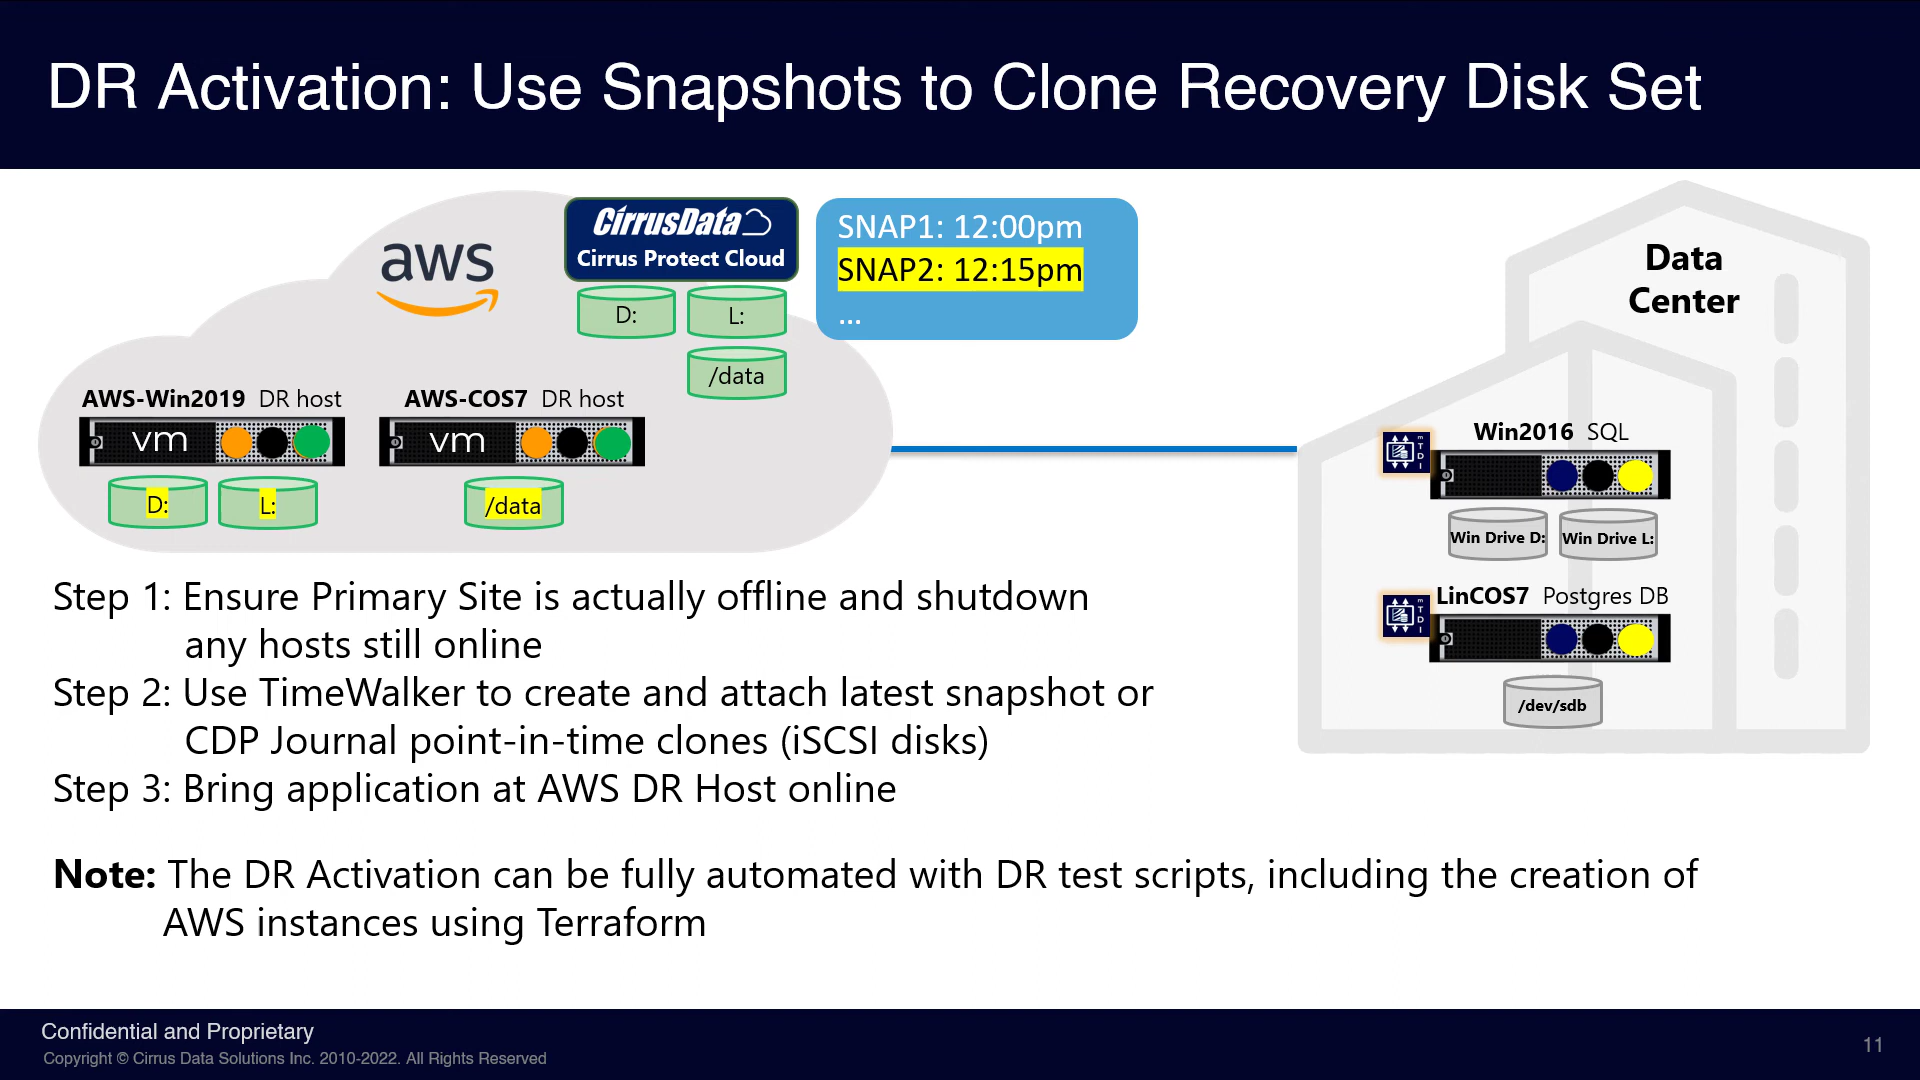 DR Activation: Use Snapshots to Clone Recovery Disk Set
aws
CirrusData
Cirrus Protect Cloud
D:
L:
/data
SNAP1: 12:00pm
SNAP2: 12:15pm
...
Data
Center
AWS-Win2019 DR host
vm
D:
L:
AWS-COS7 DR host
vm
/data
Win2016 SQL
mTDI
Win Drive D:
Win Drive L:
LinCOS7 Postgres DB
mTDI
/dev/sdb
Step 1: Ensure Primary Site is actually offline and shutdown
any hosts still online
Step 2: Use TimeWalker to create and attach latest snapshot or
CDP Journal point-in-time clones (iSCSI disks)
Step 3: Bring application at AWS DR Host online
Note: The DR Activation can be fully automated with DR test scripts, including the creation of
AWS instances using Terraform
Confidential and Proprietary
Copyright © Cirrus Data Solutions Inc. 2010-2022. All Rights Reserved
11